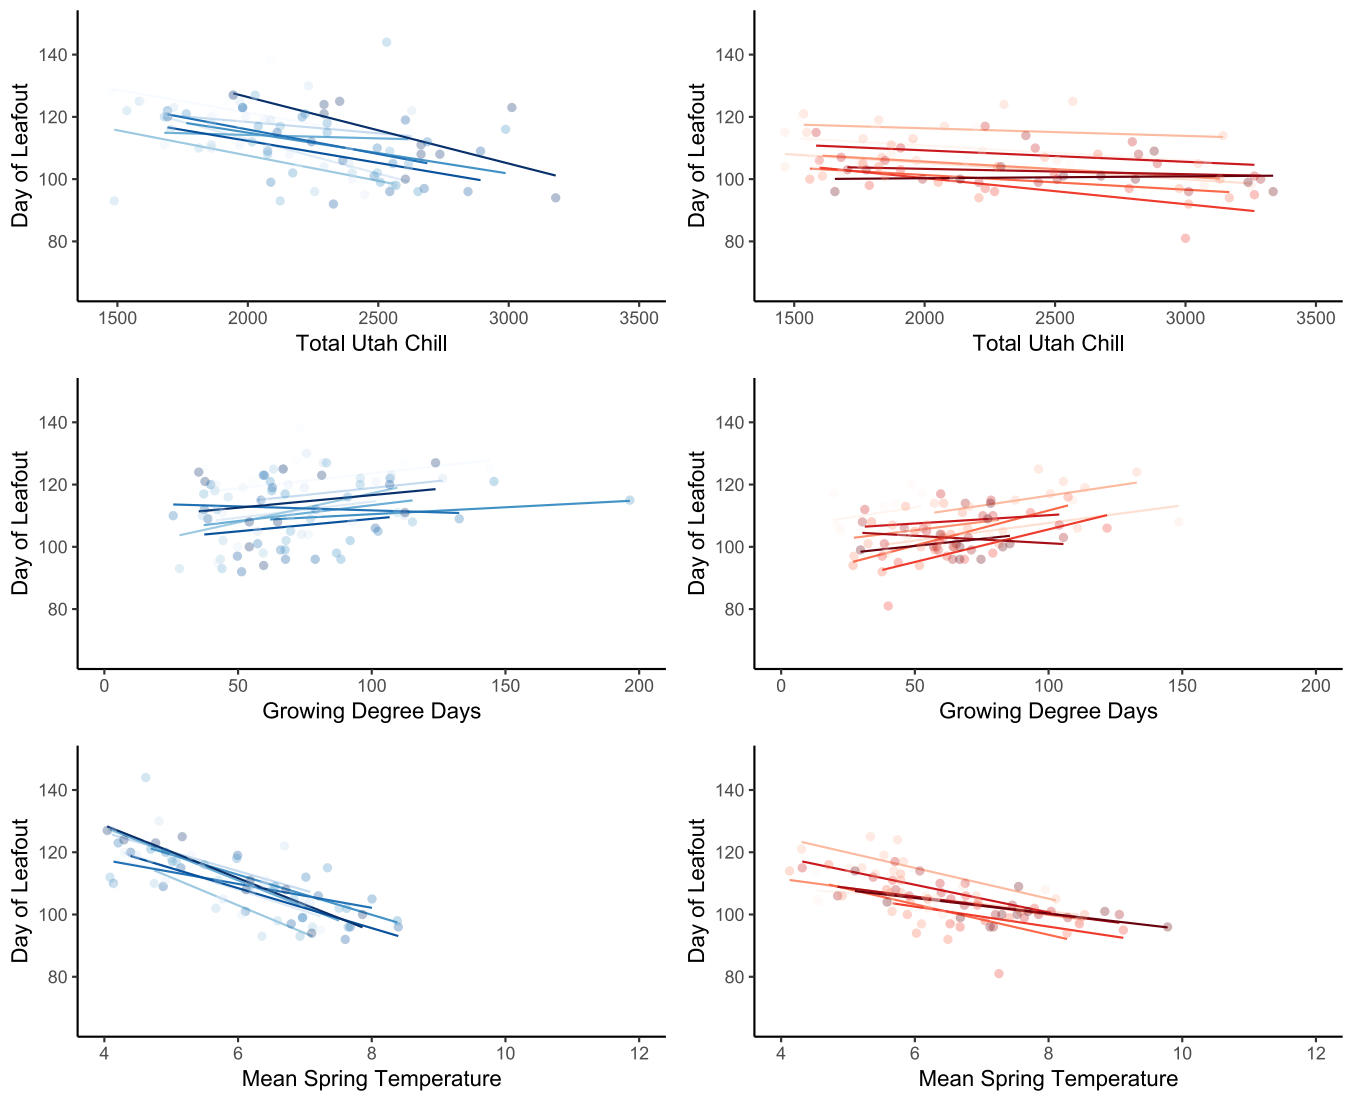 140
120
100
80
Day of Leafout
1500 2000 2500 3000 3500
Total Utah Chill
140
120
100
80
Day of Leafout
1500 2000 2500 3000 3500
Total Utah Chill
140
120
100
80
Day of Leafout
0 50 100 150 200
Growing Degree Days
140
120
100
80
Day of Leafout
0 50 100 150 200
Growing Degree Days
140
120
100
80
Day of Leafout
4 6 8 10 12
Mean Spring Temperature
140
120
100
80
Day of Leafout
4 6 8 10 12
Mean Spring Temperature